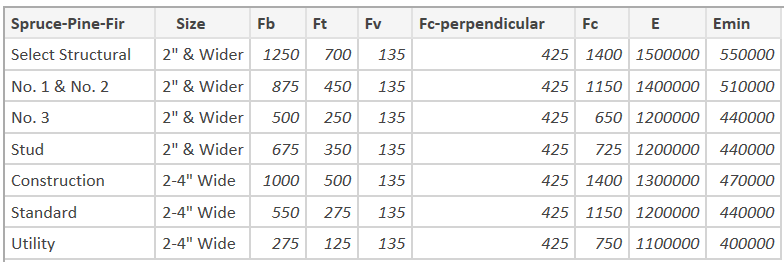 Spruce-Pine-Fir Size Fb Ft Fv Fc-perpendicular Fc E Emin
Select Structural 2" & Wider 1250 700 135 425 1400 1500000 550000
No. 1 & No. 2 2" & Wider 875 450 135 425 1150 1400000 510000
No. 3 2" & Wider 500 250 135 425 650 1200000 440000
Stud 2" & Wider 675 350 135 425 725 1200000 440000
Construction 2-4" Wide 1000 500 135 425 1400 1300000 470000
Standard 2-4" Wide 550 275 135 425 1150 1200000 440000
Utility 2-4" Wide 275 125 135 425 750 1100000 400000